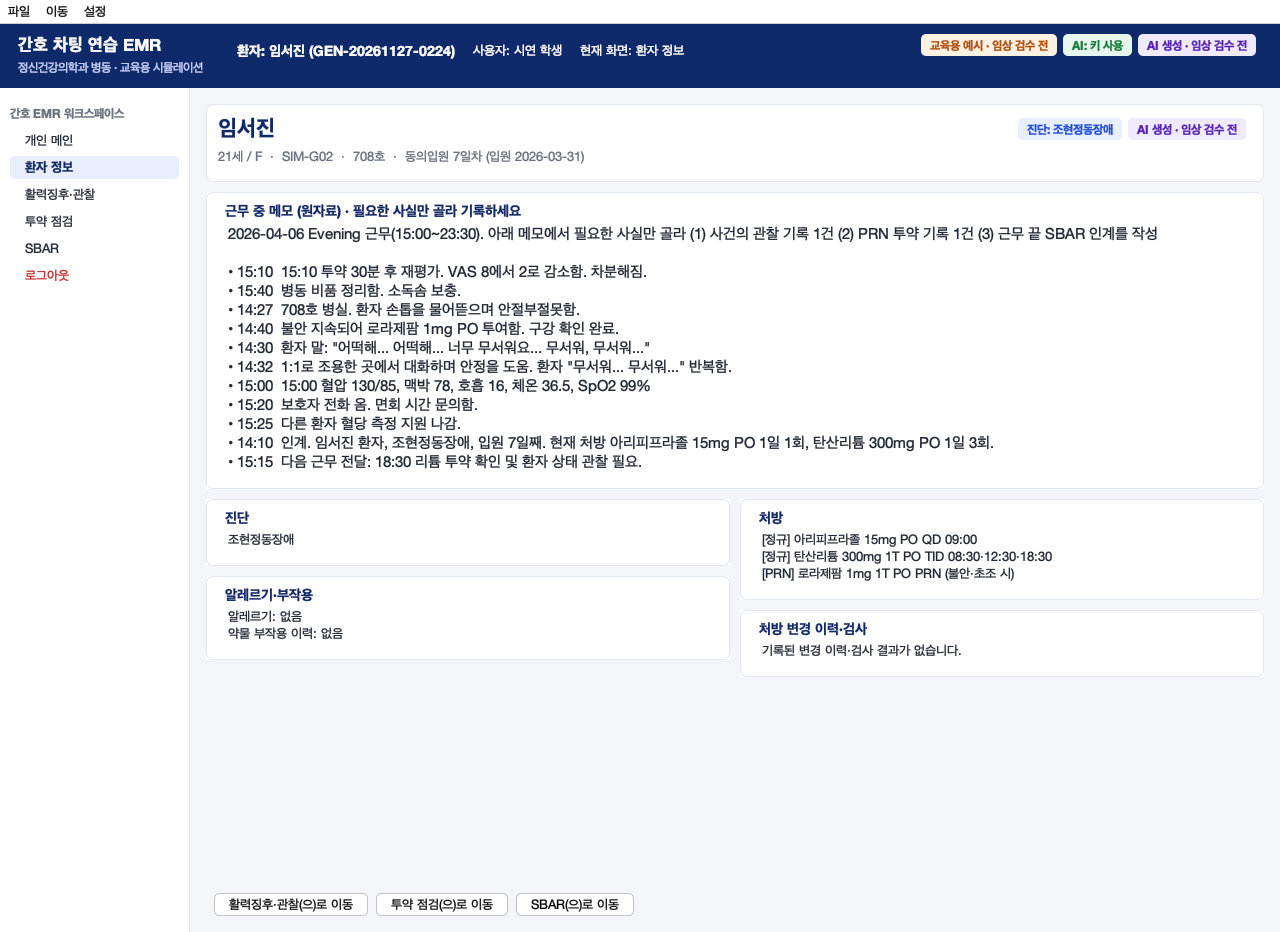 파일 이동 설정
간호 차팅 연습 EMR
정신건강의학과 병동 · 교육용 시뮬레이션
환자: 임서진 (GEN-20261127-0224) 사용자: 시연 학생 현재 화면: 환자 정보
교육용 예시 · 임상 검수 전
AI: 키 사용
AI 생성 · 임상 검수 전
간호 EMR 워크스페이스
개인 메인
환자 정보
활력징후·관찰
투약 점검
SBAR
로그아웃
임서진
진단: 조현정동장애
AI 생성 · 임상 검수 전
21세 / F · SIM-G02 · 708호 · 동의입원 7일차 (입원 2026-03-31)
근무 중 메모 (원자료) · 필요한 사실만 골라 기록하세요
2026-04-06 Evening 근무(15:00~23:30). 아래 메모에서 필요한 사실만 골라 (1) 사건의 관찰 기록 1건 (2) PRN 투약 기록 1건 (3) 근무 끝 SBAR 인계를 작성
• 15:10 15:10 투약 30분 후 재평가. VAS 8에서 2로 감소함. 차분해짐.
• 15:40 병동 비품 정리함. 소독솜 보충.
• 14:27 708호 병실. 환자 손톱을 물어뜯으며 안절부절못함.
• 14:40 불안 지속되어 로라제팜 1mg PO 투여함. 구강 확인 완료.
• 14:30 환자 말: "어떡해... 어떡해... 너무 무서워요... 무서워, 무서워..."
• 14:32 1:1로 조용한 곳에서 대화하며 안정을 도움. 환자 "무서워... 무서워..." 반복함.
• 15:00 15:00 혈압 130/85, 맥박 78, 호흡 16, 체온 36.5, SpO2 99%
• 15:20 보호자 전화 옴. 면회 시간 문의함.
• 15:25 다른 환자 혈당 측정 지원 나감.
• 14:10 인계. 임서진 환자, 조현정동장애, 입원 7일째. 현재 처방 아리피프라졸 15mg PO 1일 1회, 탄산리튬 300mg PO 1일 3회.
• 15:15 다음 근무 전달: 18:30 리튬 투약 확인 및 환자 상태 관찰 필요.
진단
조현정동장애
알레르기·부작용
알레르기: 없음
약물 부작용 이력: 없음
처방
[정규] 아리피프라졸 15mg PO QD 09:00
[정규] 탄산리튬 300mg 1T PO TID 08:30·12:30·18:30
[PRN] 로라제팜 1mg 1T PO PRN (불안·초조 시)
처방 변경 이력·검사
기록된 변경 이력·검사 결과가 없습니다.
활력징후·관찰(으)로 이동
투약 점검(으)로 이동
SBAR(으)로 이동